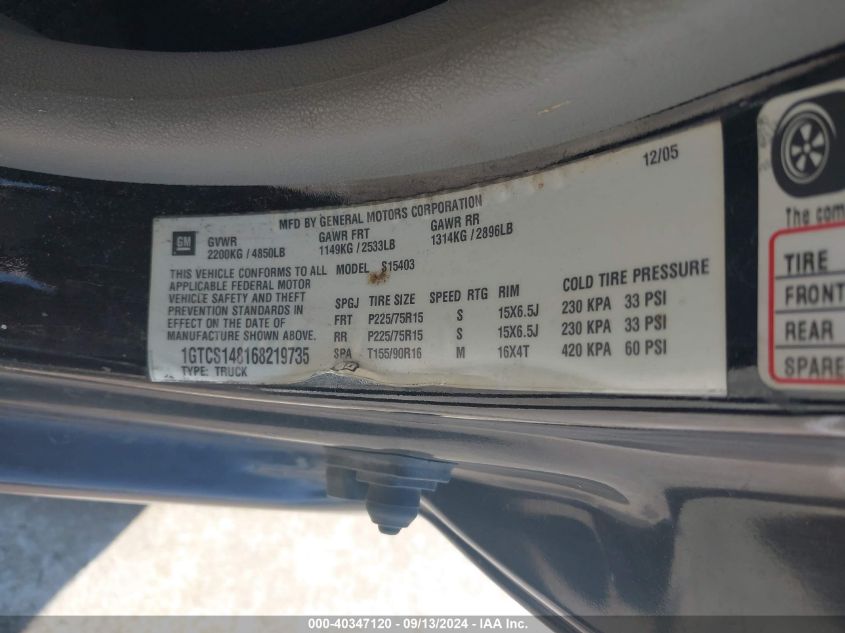 12/05
MFD BY GENERAL MOTORS CORPORATION
GM GVWR GAWR FRT GAWR RR
2200KG / 4850LB 1149KG / 2533LB 1314KG / 2896LB
THIS VEHICLE CONFORMS TO ALL MODEL S15403
APPLICABLE FEDERAL MOTOR
VEHICLE SAFETY AND THEFT
PREVENTION STANDARDS IN
EFFECT ON THE DATE OF
MANUFACTURE SHOWN ABOVE.
1GTCS148168219735
TYPE: TRUCK
SPGJ TIRE SIZE SPEED RTG RIM COLD TIRE PRESSURE
FRT P225/75R15 S 15X6.5J 230 KPA 33 PSI
RR P225/75R15 S 15X6.5J 230 KPA 33 PSI
SPA T155/90R16 M 16X4T 420 KPA 60 PSI
The com
TIRE
FRONT
REAR
SPARE
000-40347120 - 09/13/2024 - IAA Inc.